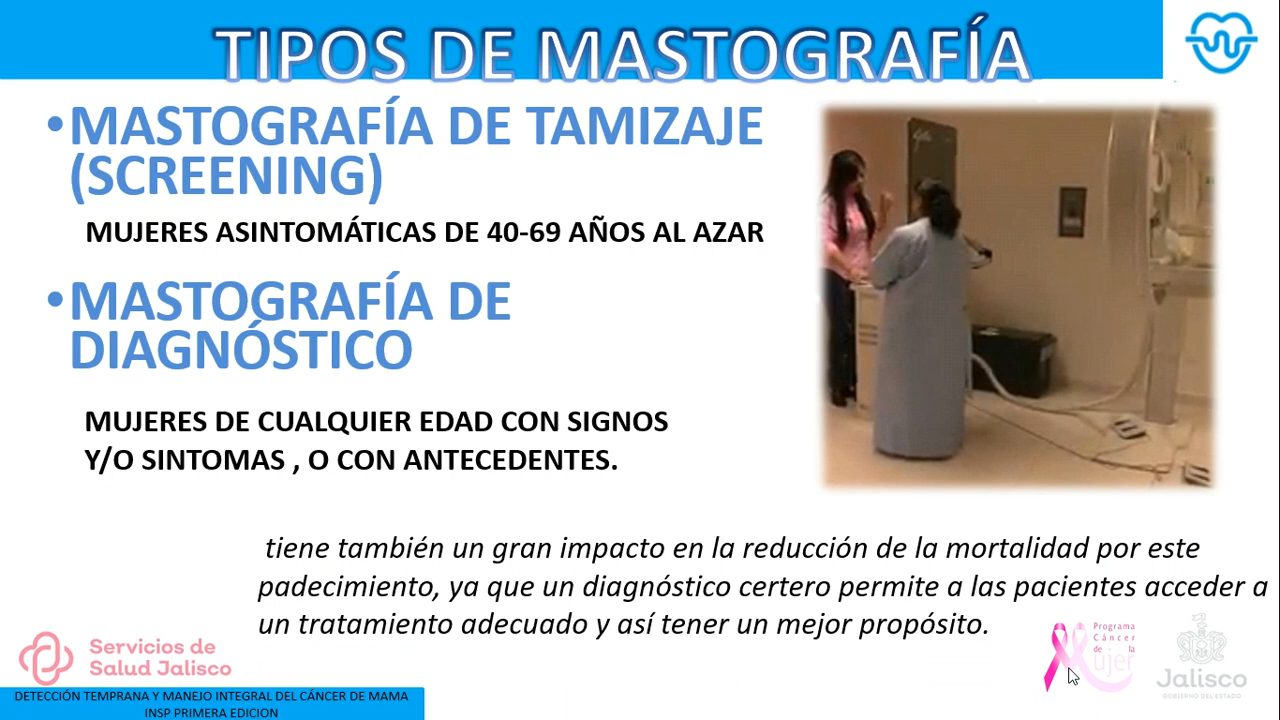 TIPOS DE MASTOGRAFÍA
•MASTOGRAFÍA DE TAMIZAJE
(SCREENING)
MUJERES ASINTOMÁTICAS DE 40-69 AÑOS AL AZAR
•MASTOGRAFÍA DE
DIAGNÓSTICO
MUJERES DE CUALQUIER EDAD CON SIGNOS
Y/O SINTOMAS , O CON ANTECEDENTES.
tiene también un gran impacto en la reducción de la mortalidad por este
padecimiento, ya que un diagnóstico certero permite a las pacientes acceder a
un tratamiento adecuado y así tener un mejor propósito.
Servicios de
Salud Jalisco
Programa
Cáncer
de la
Mujer
Jalisco
GOBIERNO DEL ESTADO
DETECCIÓN TEMPRANA Y MANEJO INTEGRAL DEL CÁNCER DE MAMA
INSP PRIMERA EDICION